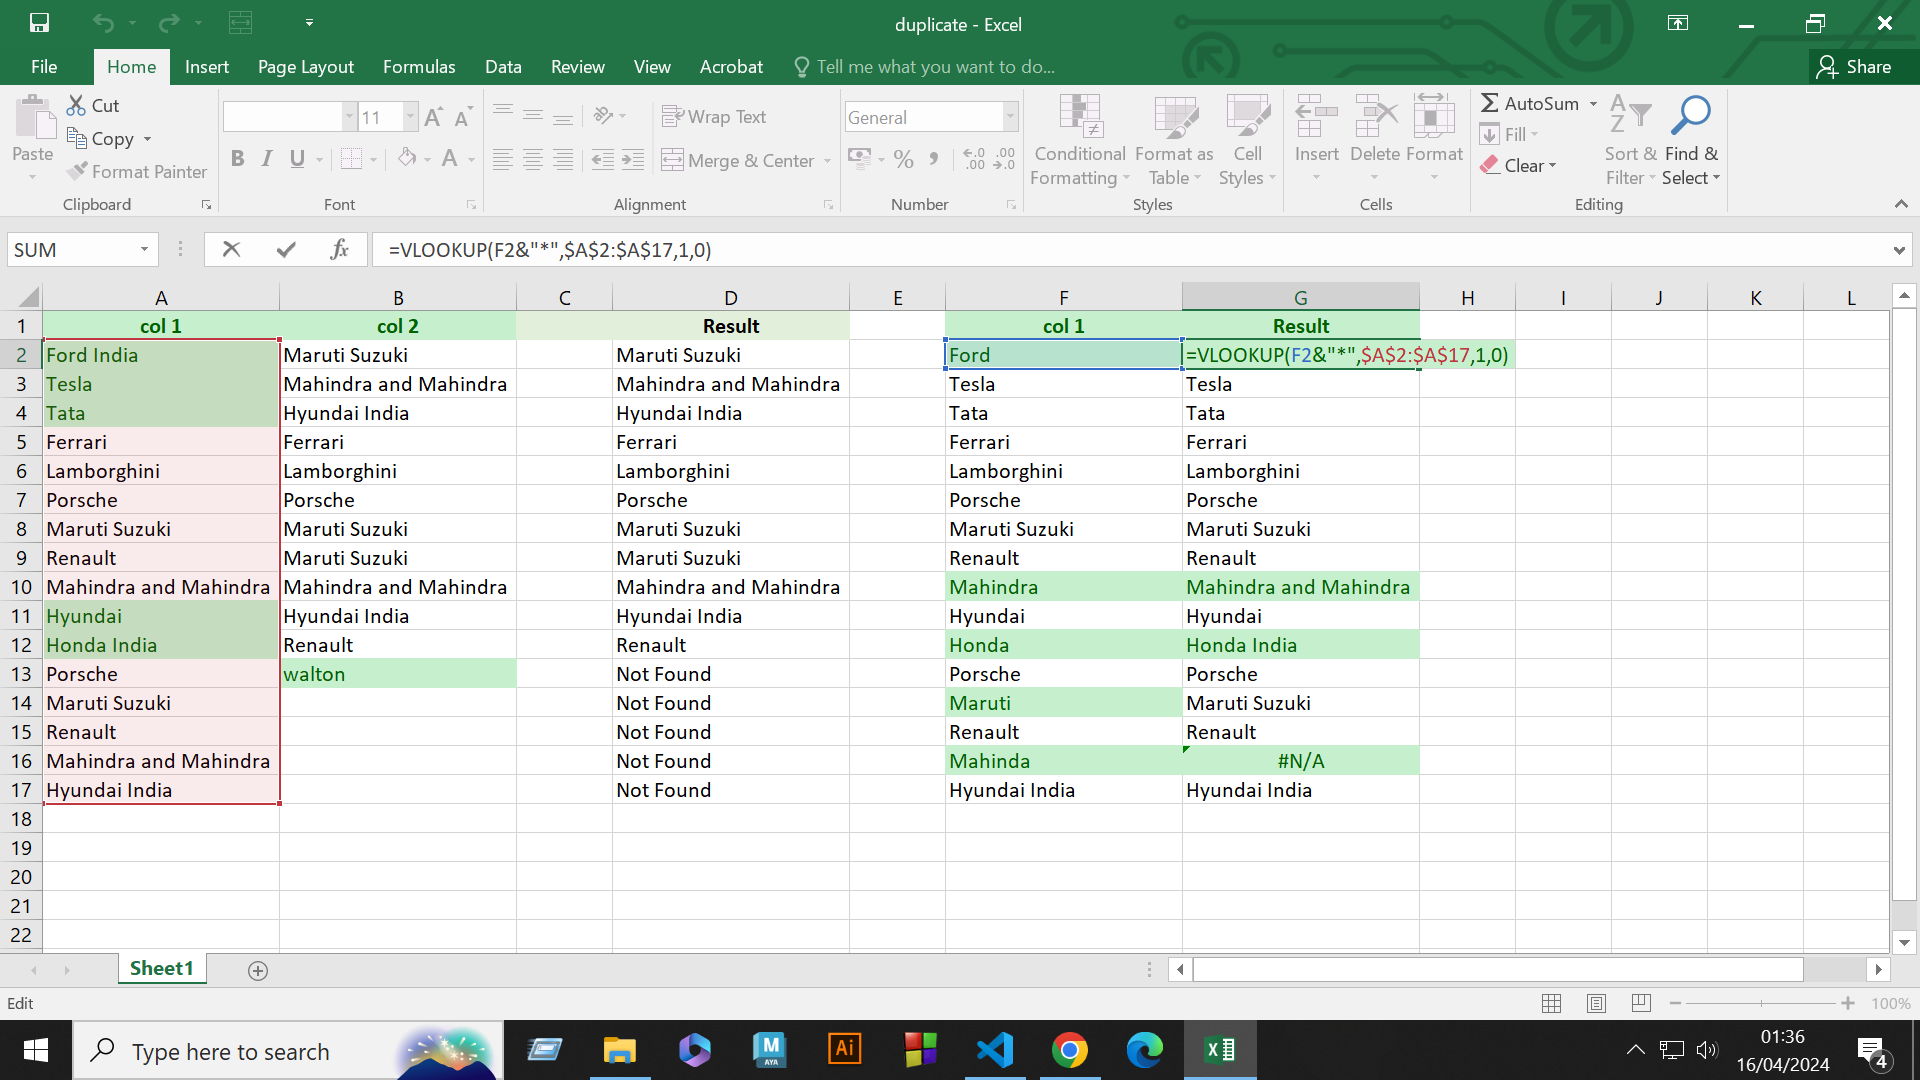 duplicate - Excel
File Home Insert Page Layout Formulas Data Review View Acrobat Tell me what you want to do... Share
Cut
Copy
Format Painter
Paste
Clipboard
11
B I U A
Font
Wrap Text
Merge & Center
Alignment
General
% , .00
Number
Conditional Formatting
Format as Table
Cell Styles
Styles
Insert Delete Format
Cells
AutoSum
Fill
Clear
Sort & Filter
Find & Select
Editing
SUM fx =VLOOKUP(F2&"*",$A$2:$A$17,1,0)
A B C D E F G H I J K L
1 col 1 col 2 Result col 1 Result
2 Ford India Maruti Suzuki Maruti Suzuki Ford =VLOOKUP(F2&"*",$A$2:$A$17,1,0)
3 Tesla Mahindra and Mahindra Mahindra and Mahindra Tesla Tesla
4 Tata Hyundai India Hyundai India Tata Tata
5 Ferrari Ferrari Ferrari Ferrari Ferrari
6 Lamborghini Lamborghini Lamborghini Lamborghini Lamborghini
7 Porsche Porsche Porsche Porsche Porsche
8 Maruti Suzuki Maruti Suzuki Maruti Suzuki Maruti Suzuki Maruti Suzuki
9 Renault Maruti Suzuki Maruti Suzuki Renault Renault
10 Mahindra and Mahindra Mahindra and Mahindra Mahindra and Mahindra Mahindra Mahindra and Mahindra
11 Hyundai Hyundai India Hyundai India Hyundai Hyundai
12 Honda India Renault Renault Honda Honda India
13 Porsche walton Not Found Porsche Porsche
14 Maruti Suzuki Not Found Maruti Maruti Suzuki
15 Renault Not Found Renault Renault
16 Mahindra and Mahindra Not Found Mahinda #N/A
17 Hyundai India Not Found Hyundai India Hyundai India
18
19
20
21
22
Sheet1
Edit 100%
Type here to search
M
AYA
Ai
01:36
16/04/2024
4